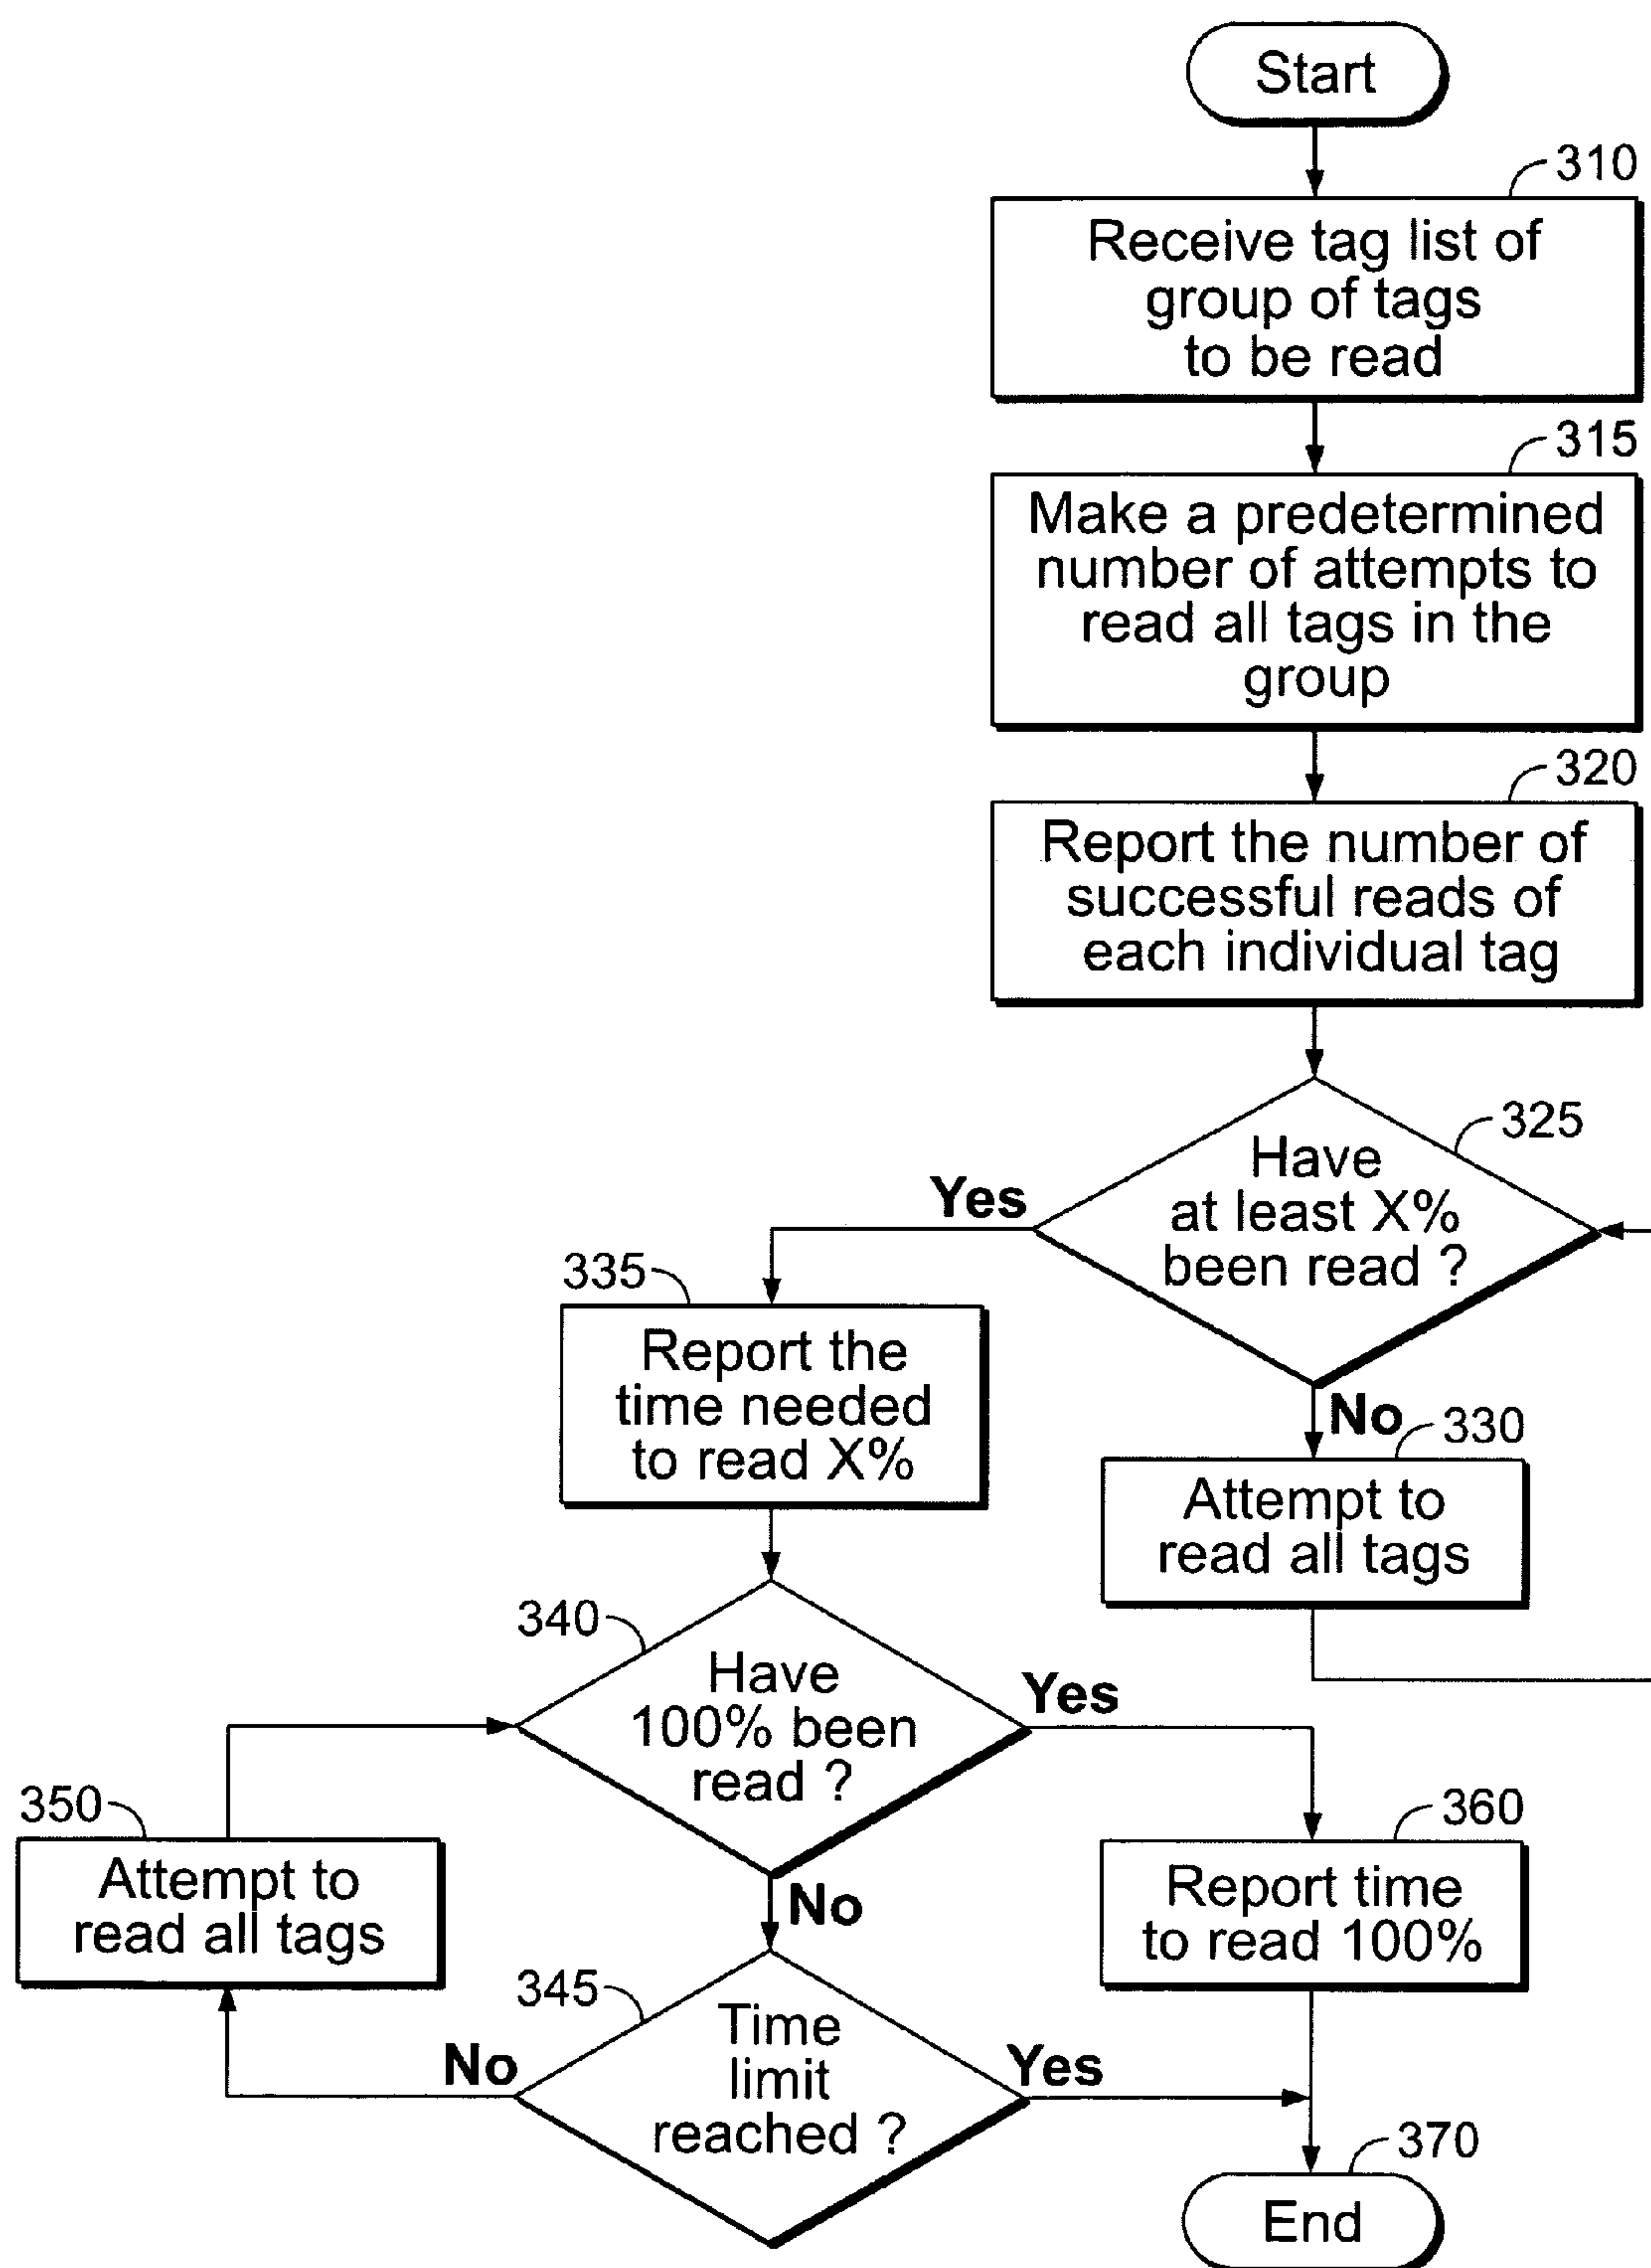 Start
310
Receive tag list of
group of tags
to be read
315
Make a predetermined
number of attempts to
read all tags in the
group
320
Report the number of
successful reads of
each individual tag
325
Have
at least X%
been read ?
Yes
No
335
Report the
time needed
to read X%
330
Attempt to
read all tags
340
Have
100% been
read ?
Yes
No
350
Attempt to
read all tags
360
Report time
to read 100%
345
Time
limit
reached ?
No
Yes
370
End